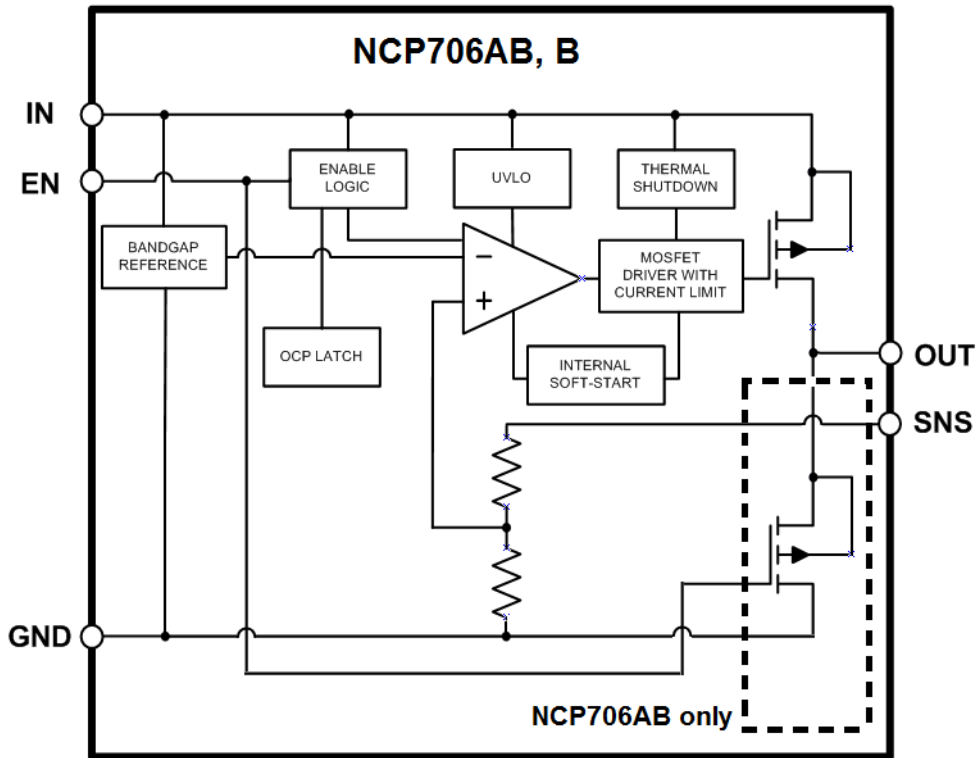 NCP706AB, B
IN
EN
ENABLE
LOGIC
UVLO
THERMAL
SHUTDOWN
BANDGAP
REFERENCE
−
+
MOSFET
DRIVER WITH
CURRENT LIMIT
OCP LATCH
INTERNAL
SOFT-START
OUT
SNS
GND
NCP706AB only